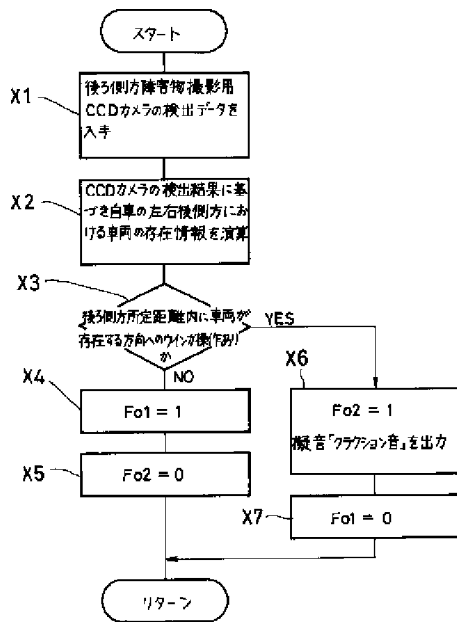 スタート
X1
後ろ側方障害物撮影用
CCDカメラの検出データを
入手
X2
CCDカメラの検出結果に基
づき自車の左右後側方にお
ける車両の存在情報を演算
X3
後ろ側方所定距離内に車両が
存在する方向へのウインカ操作あり
か
YES
NO
X4
Fo1 = 1
X5
Fo2 = 0
X6
Fo2 = 1
擬音「クラクション音」を出力
X7
Fo1 = 0
リターン